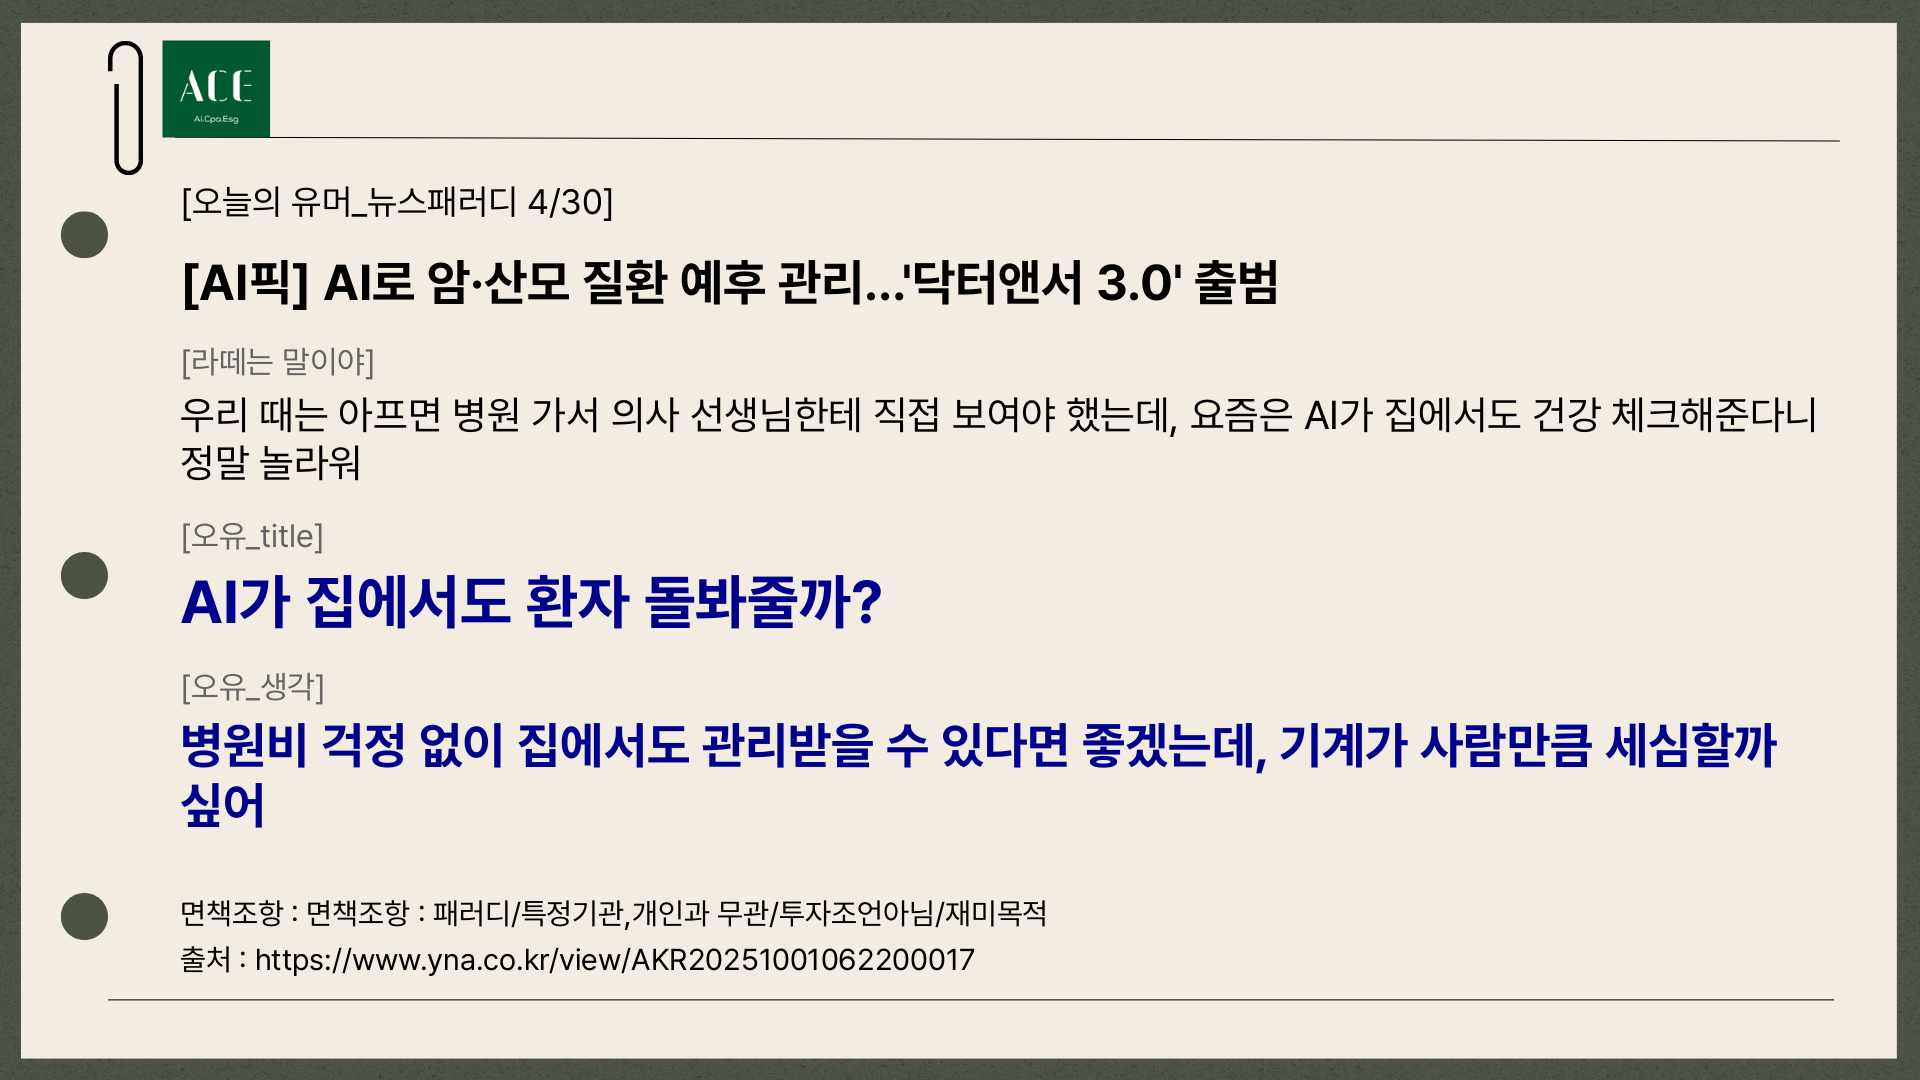 ACE
Ai.Cpa.Esg
[오늘의 유머_뉴스패러디 4/30]
[AI픽] AI로 암·산모 질환 예후 관리...'닥터앤서 3.0' 출범
[라떼는 말이야]
우리 때는 아프면 병원 가서 의사 선생님한테 직접 보여야 했는데, 요즘은 AI가 집에서도 건강 체크해준다니
정말 놀라워
[오유_title]
AI가 집에서도 환자 돌봐줄까?
[오유_생각]
병원비 걱정 없이 집에서도 관리받을 수 있다면 좋겠는데, 기계가 사람만큼 세심할까
싶어
면책조항 : 면책조항 : 패러디/특정기관,개인과 무관/투자조언아님/재미목적
출처 : https://www.yna.co.kr/view/AKR20251001062200017